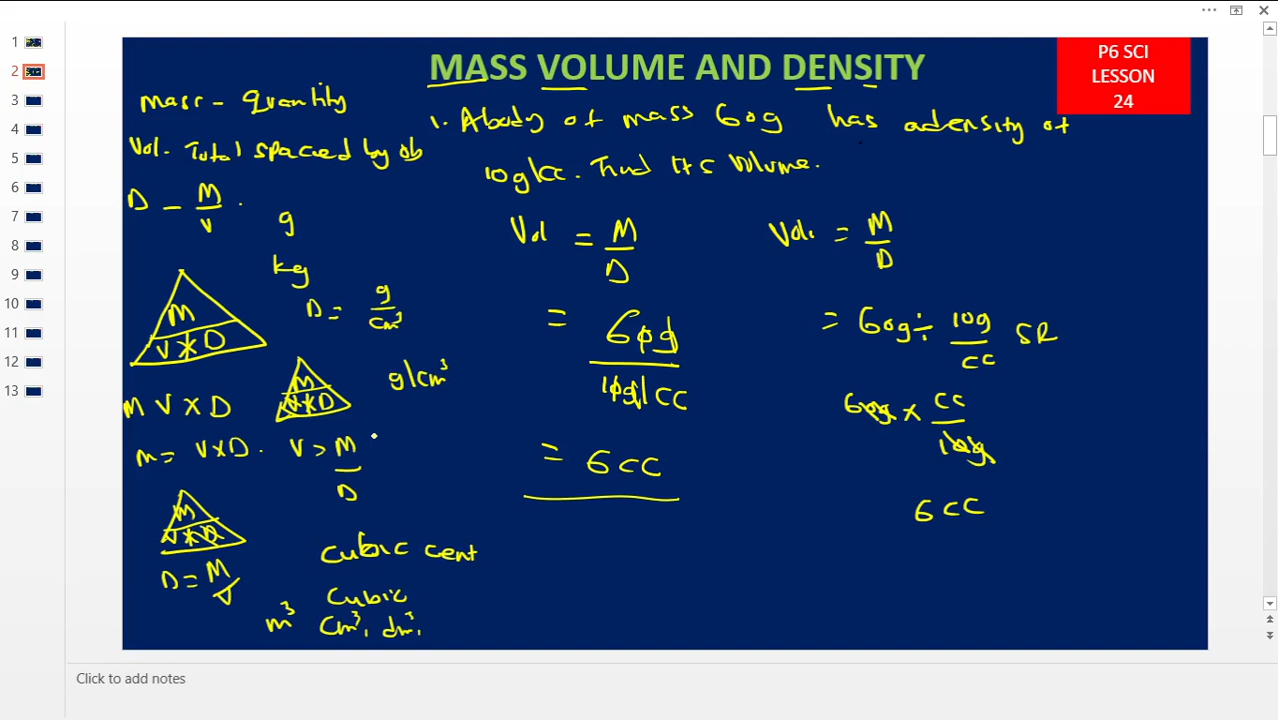 1
2
3
4
5
6
7
8
9
10
11
12
13
MASS VOLUME AND DENSITY
P6 SCI
LESSON
24
Mass - quantity
Vol. Total spaced by ob
D = M/V.
g
kg
D = g/cm³
g/cm³
M
V × D
M V × D
M
V × D
m = V × D.
V = M/D
M
V × D
D = M/V
cubic cent
cubic
m³ cm³, dm³,
1. A body of mass 60g has a density of
10g/cc. Find its Volume.
Vol = M/D
= 60g
10g/cc
= 6cc
Vol. = M/D
= 60g ÷ 10g/cc SR
60g × cc/10g
6 cc
Click to add notes